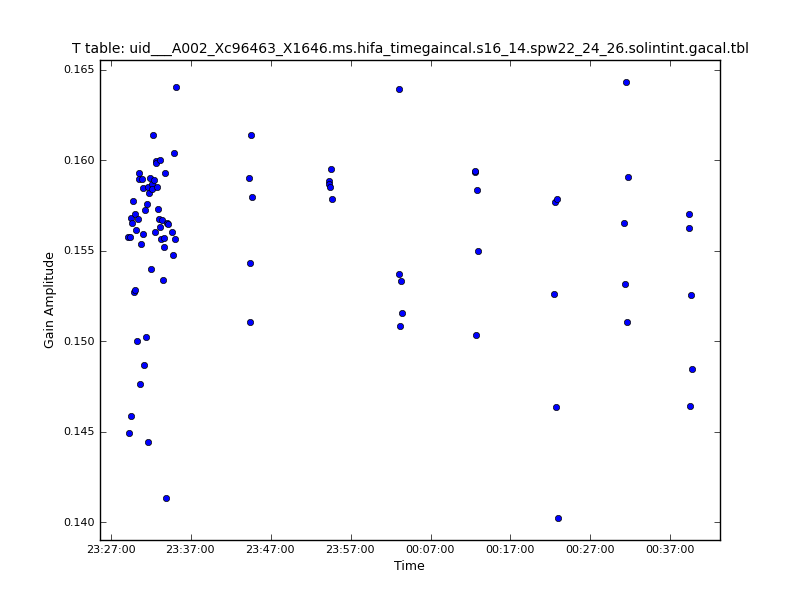 T table: uid___A002_Xc96463_X1646.ms.hifa_timegaincal.s16_14.spw22_24_26.solintint.gacal.tbl
Gain Amplitude
0.165
0.160
0.155
0.150
0.145
0.140
23:27:00 23:37:00 23:47:00 23:57:00 00:07:00 00:17:00 00:27:00 00:37:00
Time